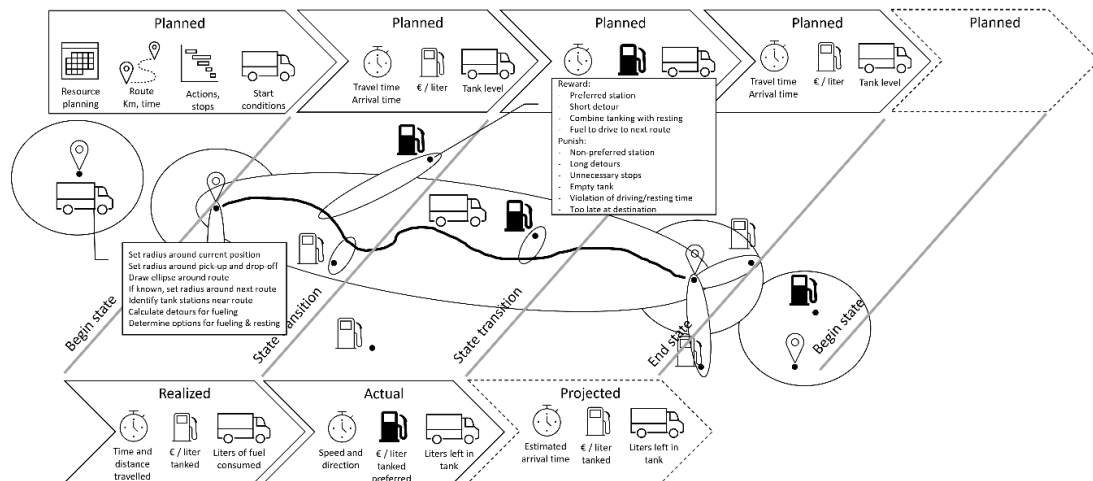 Planned
Planned
Planned
Planned
Planned
Resource
planning
Route
Km, time
Actions,
stops
Start
conditions
Travel time
Arrival time
€ / liter
Tank level
Travel time
Arrival time
€ / liter
Tank level
Reward:
- Preferred station
- Short detour
- Combine tanking with resting
- Fuel to drive to next route
Punish:
- Non-preferred station
- Long detours
- Unnecessary stops
- Empty tank
- Violation of driving/resting time
- Too late at destination
Set radius around current position
Set radius around pick-up and drop-off
Draw ellipse around route
If known, set radius around next route
Identify tank stations near route
Calculate detours for fueling
Determine options for fueling & resting
Begin state
State transition
State transition
End state
Begin state
Realized
Actual
Projected
Time and
distance
travelled
€ / liter
tanked
Liters of fuel
consumed
Speed and
direction
€ / liter
tanked
preferred
Liters left in
tank
Estimated
arrival time
€ / liter
tanked
Liters left in
tank